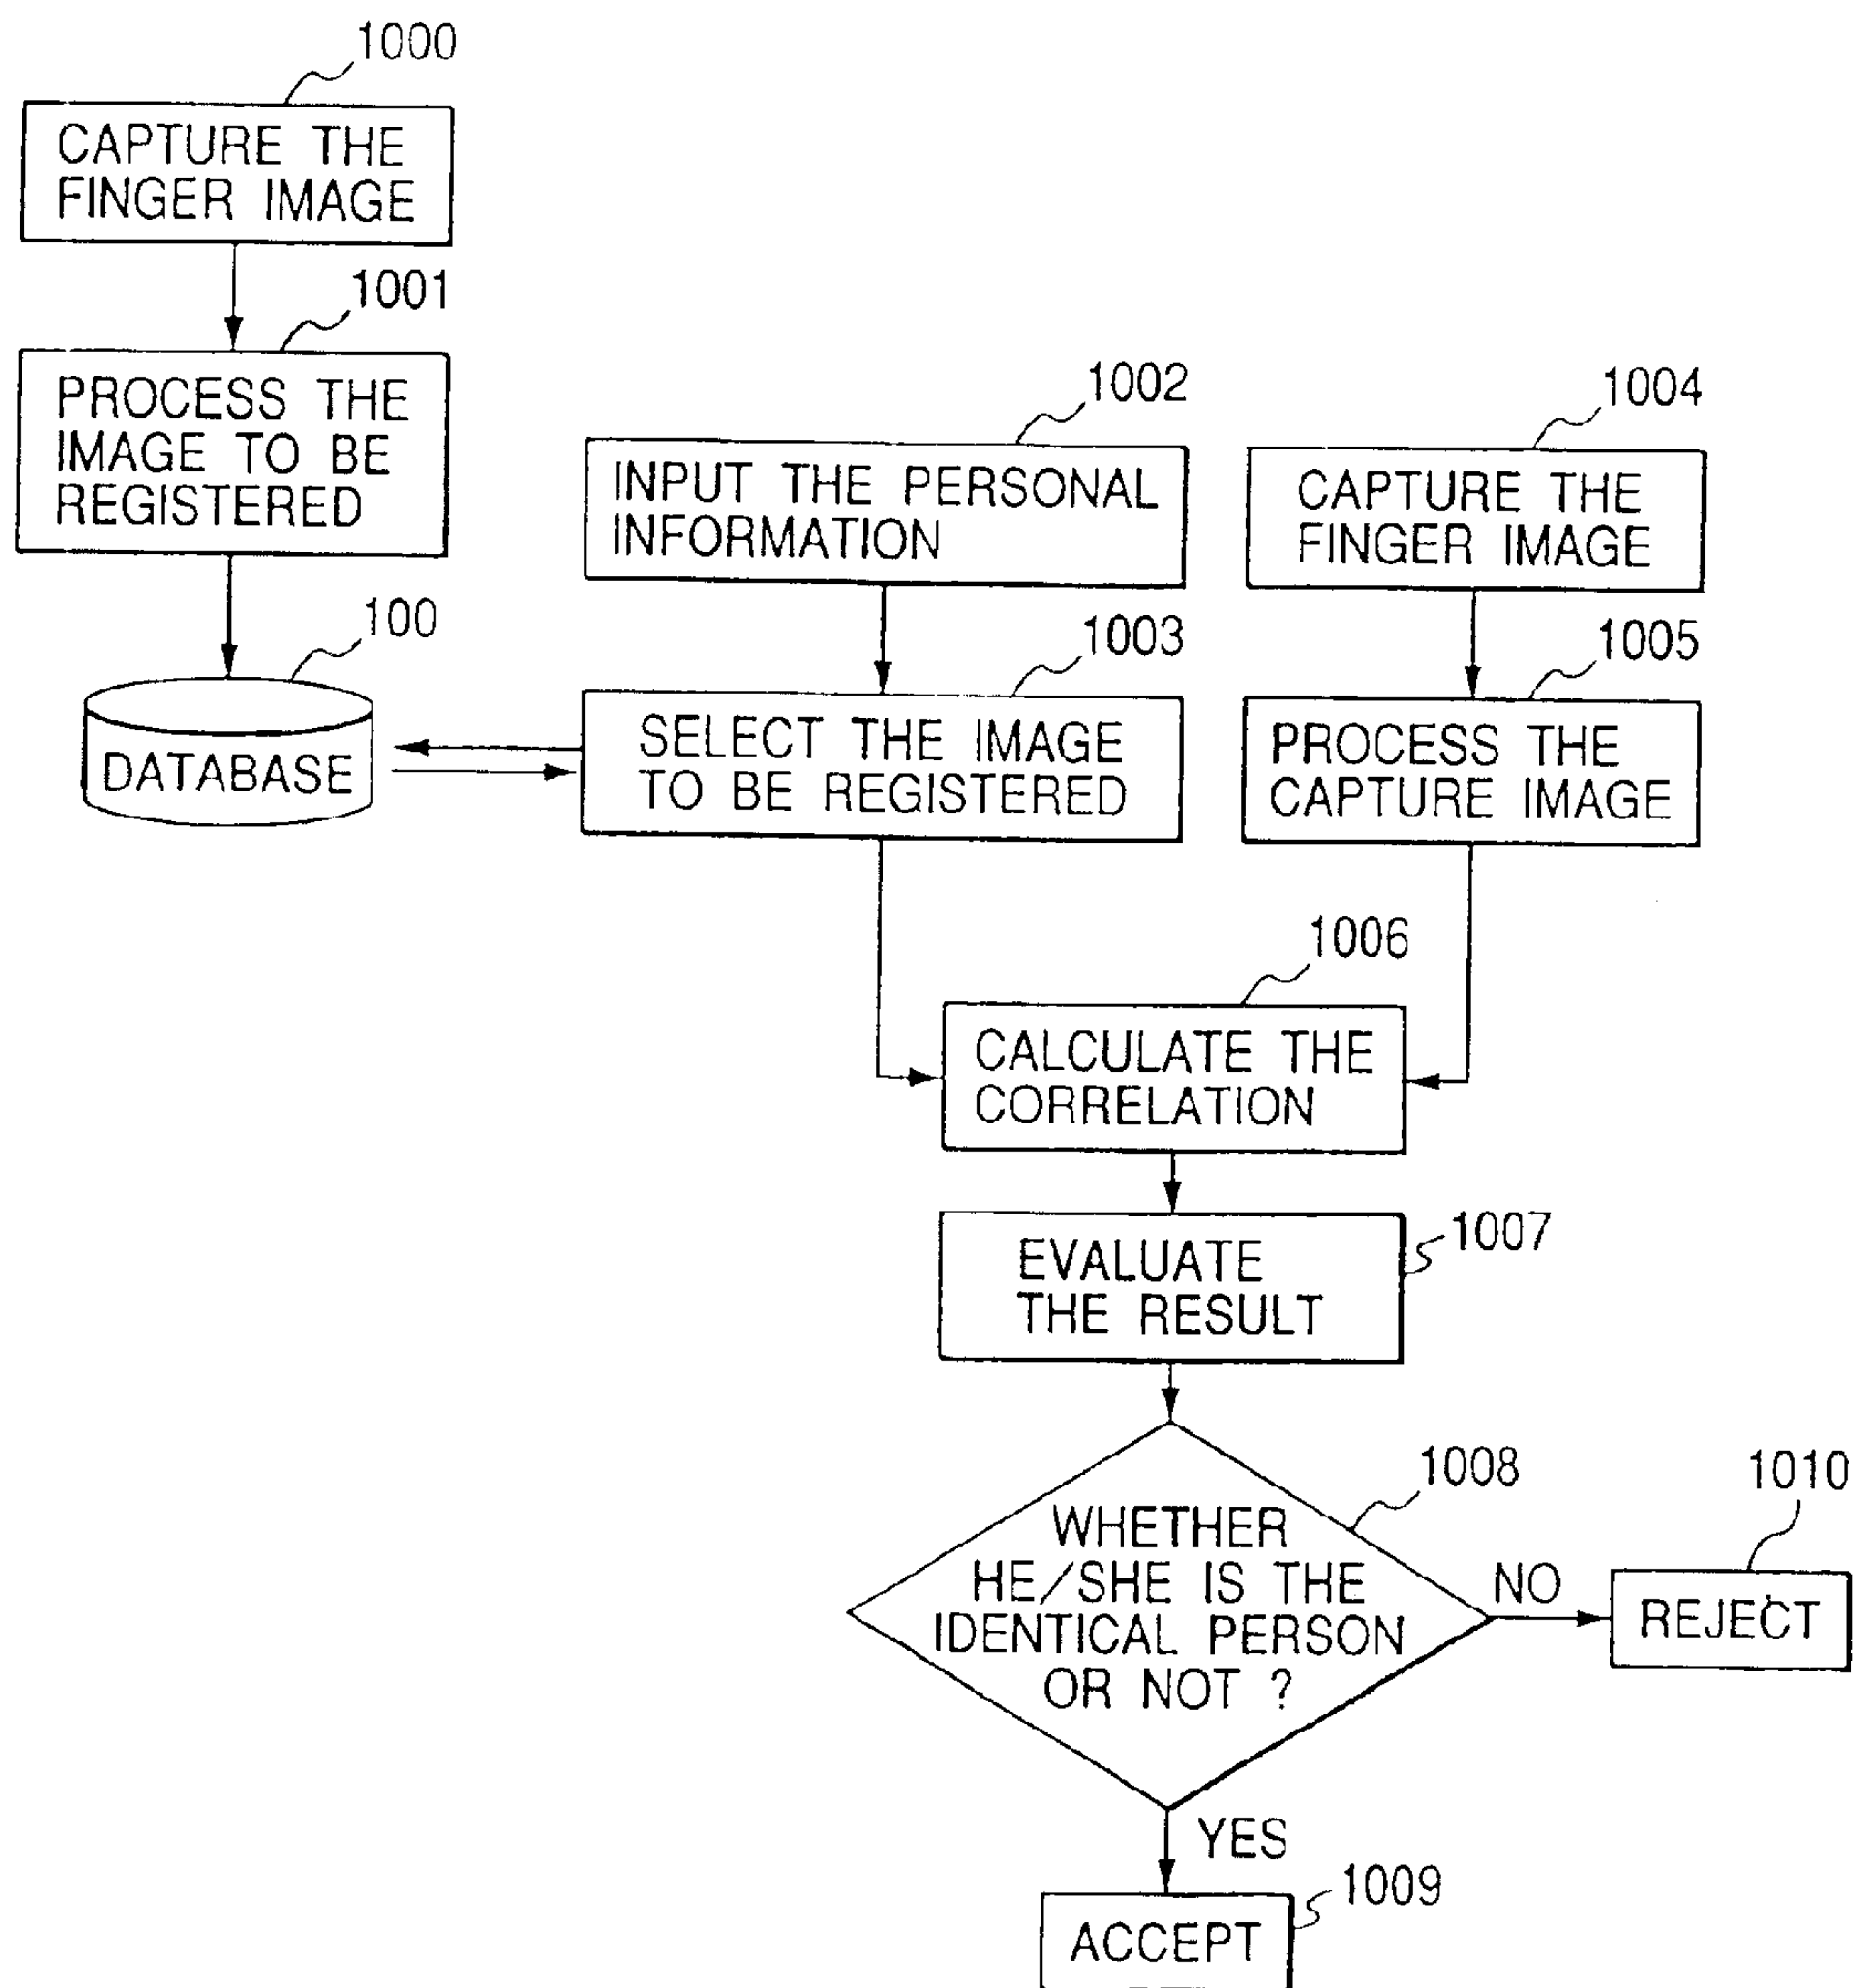 1000
CAPTURE THE
FINGER IMAGE
1001
PROCESS THE
IMAGE TO BE
REGISTERED
100
DATABASE
1002
INPUT THE PERSONAL
INFORMATION
1003
SELECT THE IMAGE
TO BE REGISTERED
1004
CAPTURE THE
FINGER IMAGE
1005
PROCESS THE
CAPTURE IMAGE
1006
CALCULATE THE
CORRELATION
1007
EVALUATE
THE RESULT
1008
WHETHER
HE/SHE IS THE
IDENTICAL PERSON
OR NOT ?
NO
1010
REJECT
YES
1009
ACCEPT